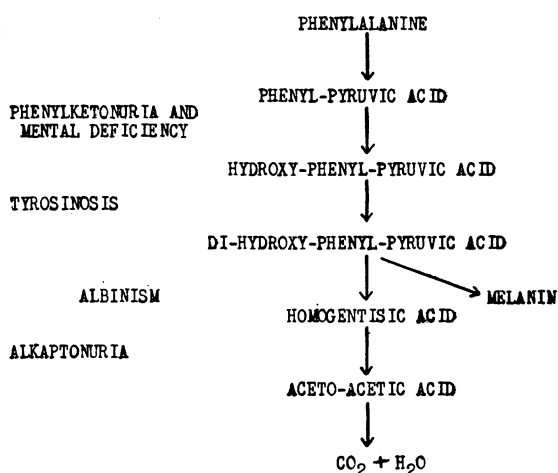 PHENYLALANINE
PHENYL-PYRUVIC ACID
PHENYLKETONURIA AND
MENTAL DEFICIENCY
HYDROXY-PHENYL-PYRUVIC ACID
TYROSINOSIS
DI-HYDROXY-PHENYL-PYRUVIC ACID
ALBINISM
MELANIN
HOMOGENTISIC ACID
ALKAPTONURIA
ACETO-ACETIC ACID
CO₂ + H₂O